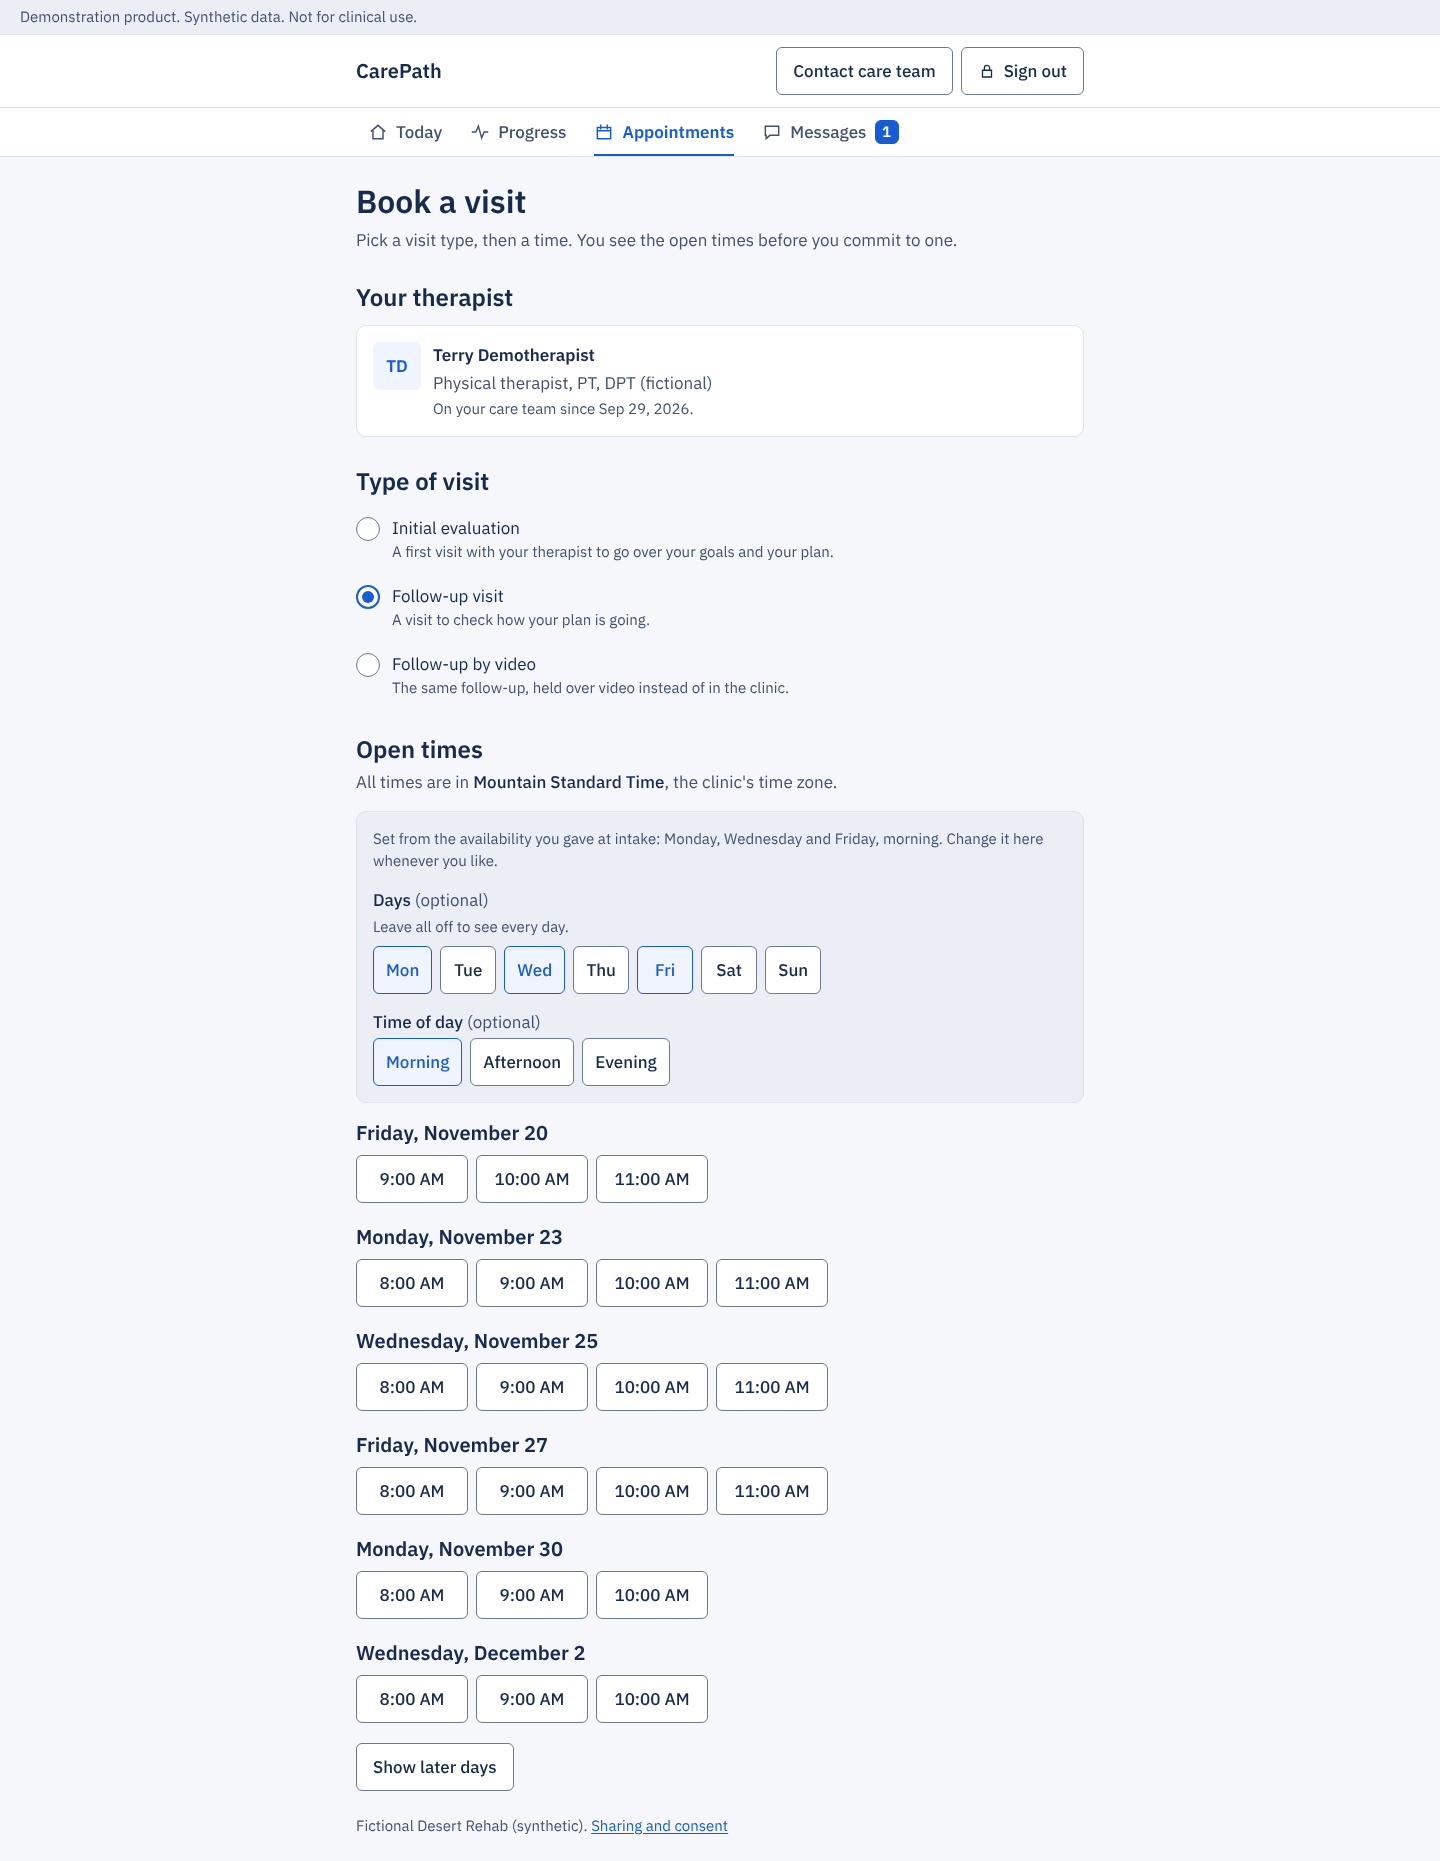 Demonstration product. Synthetic data. Not for clinical use.
CarePath
Contact care team
Sign out
Today
Progress
Appointments
Messages 1
Book a visit
Pick a visit type, then a time. You see the open times before you commit to one.
Your therapist
TD
Terry Demotherapist
Physical therapist, PT, DPT (fictional)
On your care team since Sep 29, 2026.
Type of visit
Initial evaluation
A first visit with your therapist to go over your goals and your plan.
Follow-up visit
A visit to check how your plan is going.
Follow-up by video
The same follow-up, held over video instead of in the clinic.
Open times
All times are in Mountain Standard Time, the clinic's time zone.
Set from the availability you gave at intake: Monday, Wednesday and Friday, morning. Change it here
whenever you like.
Days (optional)
Leave all off to see every day.
Mon Tue Wed Thu Fri Sat Sun
Time of day (optional)
Morning Afternoon Evening
Friday, November 20
9:00 AM 10:00 AM 11:00 AM
Monday, November 23
8:00 AM 9:00 AM 10:00 AM 11:00 AM
Wednesday, November 25
8:00 AM 9:00 AM 10:00 AM 11:00 AM
Friday, November 27
8:00 AM 9:00 AM 10:00 AM 11:00 AM
Monday, November 30
8:00 AM 9:00 AM 10:00 AM
Wednesday, December 2
8:00 AM 9:00 AM 10:00 AM
Show later days
Fictional Desert Rehab (synthetic). Sharing and consent